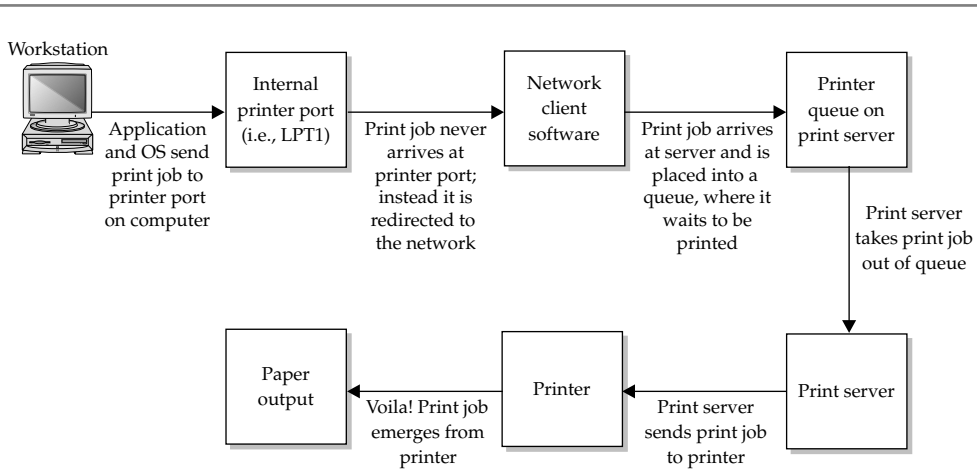 Workstation
Application
and OS send
print job to
printer port
on computer
Internal
printer port
(i.e., LPT1)
Print job never
arrives at
printer port;
instead it is
redirected to
the network
Network
client
software
Print job arrives
at server and is
placed into a
queue, where it
waits to be
printed
Printer
queue on
print server
Print server
takes print job
out of queue
Print server
Print server
sends print job
to printer
Printer
Voila! Print job
emerges from
printer
Paper
output